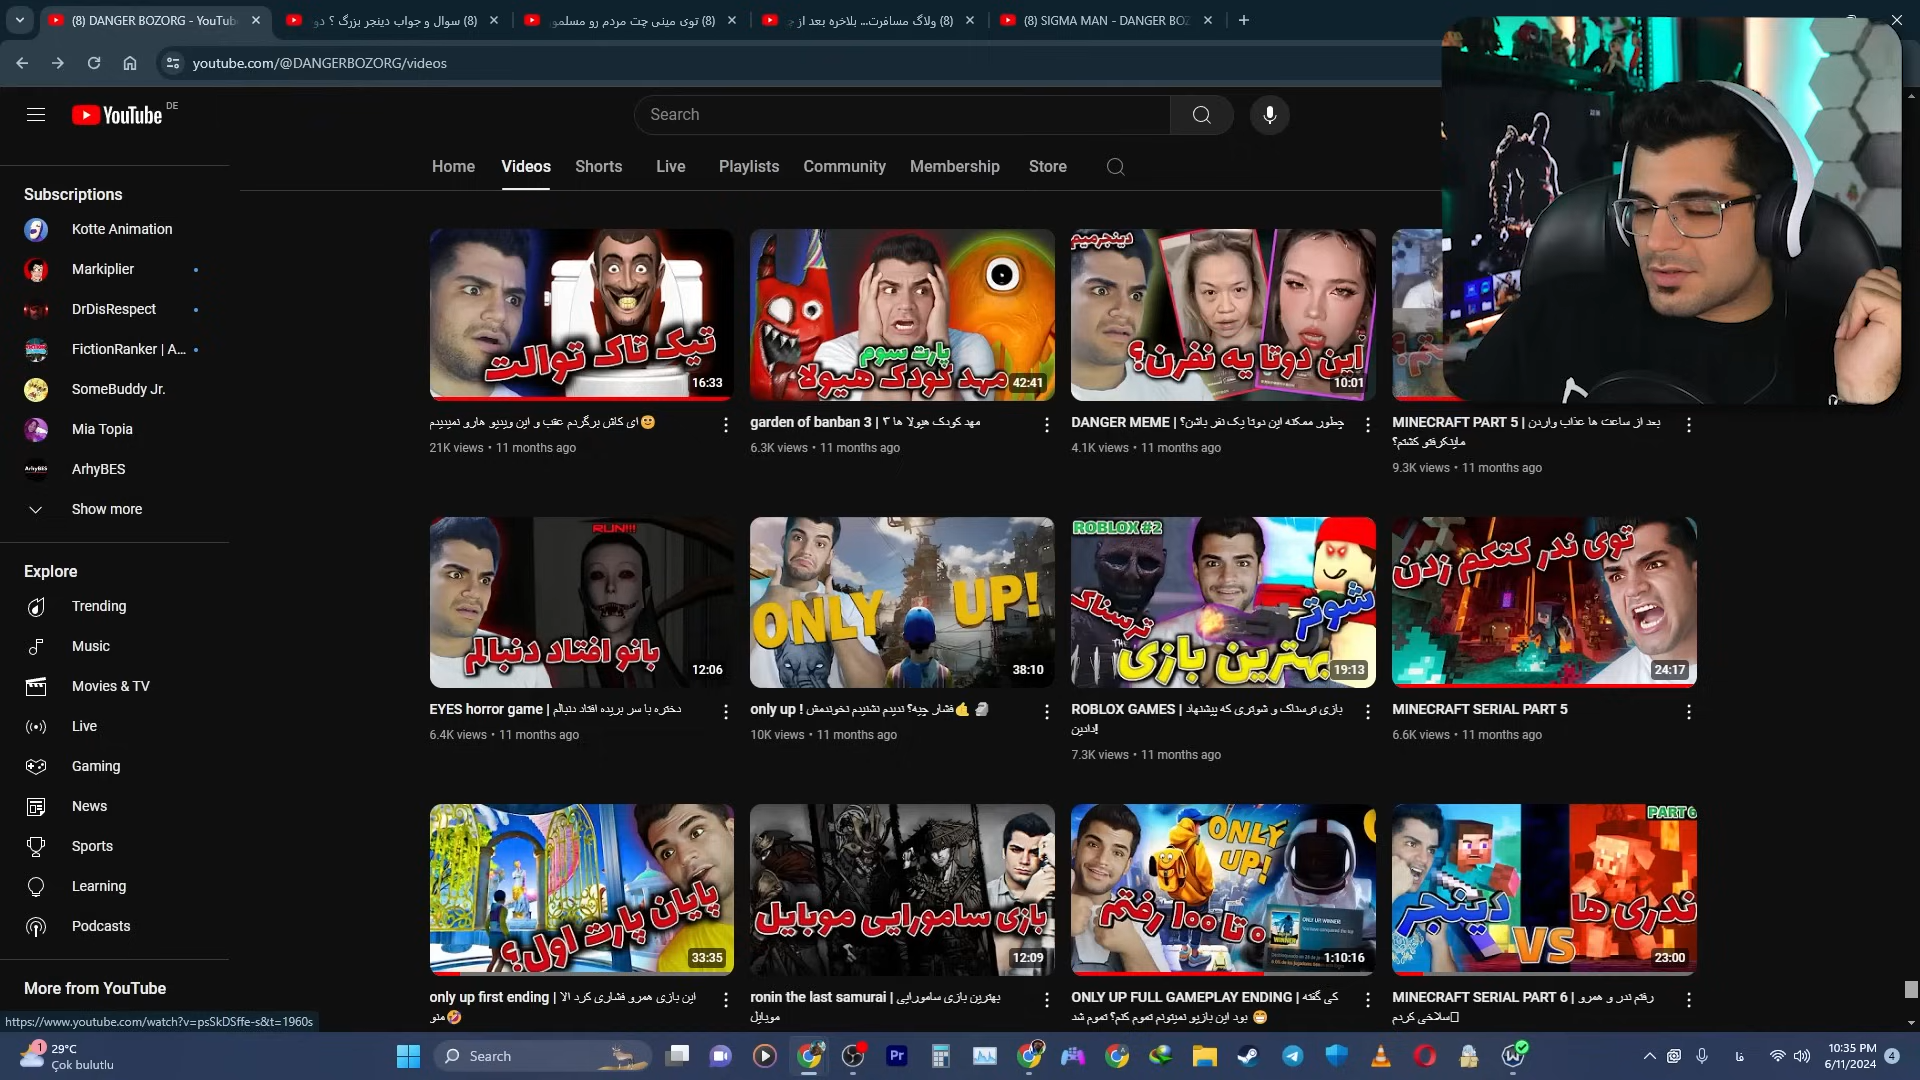 (8) DANGER BOZORG - YouTub
(8) سوال و جواب دینجر بزرگ ؟ دو
(8) توی مینی چت مردم رو مسلمو
(8) ولاگ مسافرت... بلاخره بعد از
(8) SIGMA MAN - DANGER BOZ
youtube.com/@DANGERBOZORG/videos
YouTube DE
Search
Home Videos Shorts Live Playlists Community Membership Store
Subscriptions
Kotte Animation
Markiplier
DrDisRespect
FictionRanker | A...
SomeBuddy Jr.
Mia Topia
ArhyBES
ArhyBES
Show more
Explore
Trending
Music
Movies & TV
Live
Gaming
News
Sports
Learning
Podcasts
More from YouTube
https://www.youtube.com/watch?v=psSkDSffe-s&t=1960s
تیک تاک توالت
16:33
ای کاش برگردم عقب و این ویدیو هارو نمیدیدم
21K views • 11 months ago
پارت سوم
مهد کودک هیولا
42:41
garden of banban 3 | مهد کودک هیولا ها ۳
6.3K views • 11 months ago
دینجرمیم
این دوتا یه نفرن؟
10:01
DANGER MEME | چطور ممکنه این دوتا یک نفر باشن؟
4.1K views • 11 months ago
MINECRAFT PART 5 | بعد از ساعت ها عذاب واردن
ماینکرفتو کشتم؟
9.3K views • 11 months ago
RUN!!!
بانو افتاد دنبالم
12:06
EYES horror game | دختره با سر بریده افتاد دنبالم
6.4K views • 11 months ago
ONLY UP!
38:10
only up ! فشار چیه؟ ندیدم نشنیدم نخوندمش🤙🗿
10K views • 11 months ago
ROBLOX #2
ترسناک
شوتر
بهترین بازی
19:13
ROBLOX GAMES | بازی ترسناک و شوتری که پیشنهاد
دادین!
7.3K views • 11 months ago
توی ندر کتکم زدن
24:17
MINECRAFT SERIAL PART 5
6.6K views • 11 months ago
پایان پارت اول؟
33:35
only up first ending | این بازی همرو فشاری کرد الا
منو🤣
بازی سامورایی موبایل
12:09
ronin the last samurai | بهترین بازی سامورایی
موبایل
ONLY UP!
۰ تا ۱۰۰ رفتم
WINNER
1:10:16
ONLY UP FULL GAMEPLAY ENDING | کی گفته
بود این بازیو نمیتونم تموم کنم؟ تموم شد😁
PART 6
دینجر VS ندری ها
23:00
MINECRAFT SERIAL PART 6 | رفتم ندر و همرو
سلاخی کردم
1
29°C
Çok bulutlu
Search
Pr
فا
10:35 PM
6/11/2024
4